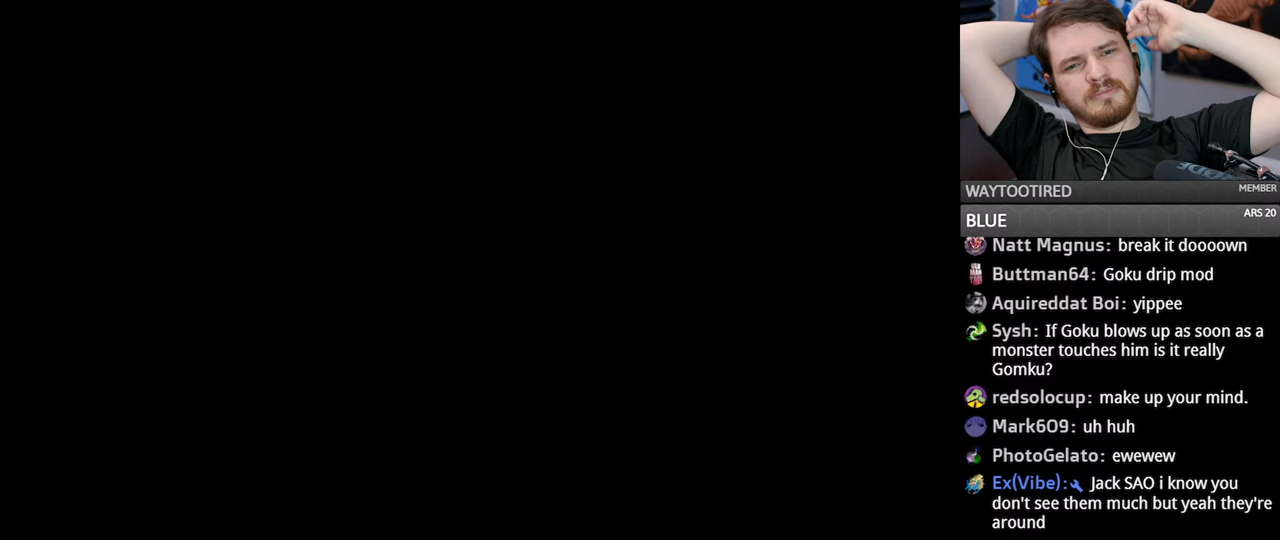 WAYTOOTIRED
MEMBER
BLUE
ARS 20
Natt Magnus: break it doooown
Buttman64: Goku drip mod
Aquireddat Boi: yippee
Sysh: If Goku blows up as soon as a
monster touches him is it really
Gomku?
redsolocup: make up your mind.
Mark609: uh huh
PhotoGelato: ewewew
Ex(Vibe): Jack SAO i know you
don't see them much but yeah they're
around